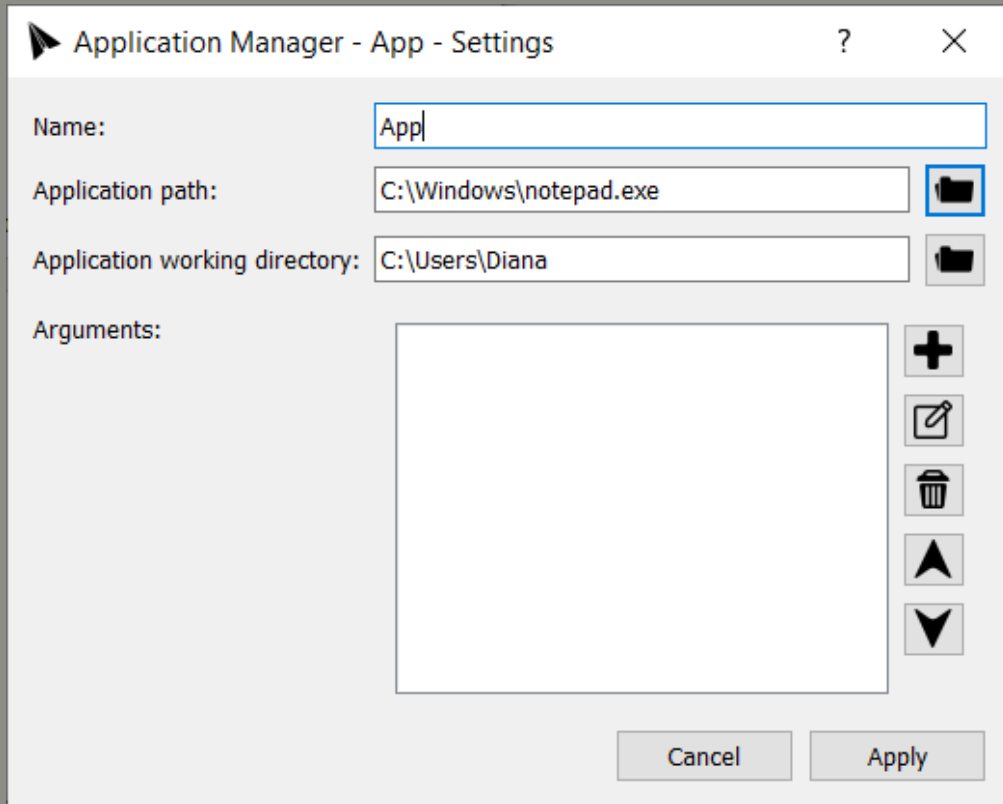 Application Manager - App - Settings ?
Name: App
Application path: C:\Windows\notepad.exe
Application working directory: C:\Users\Diana
Arguments:
Cancel Apply